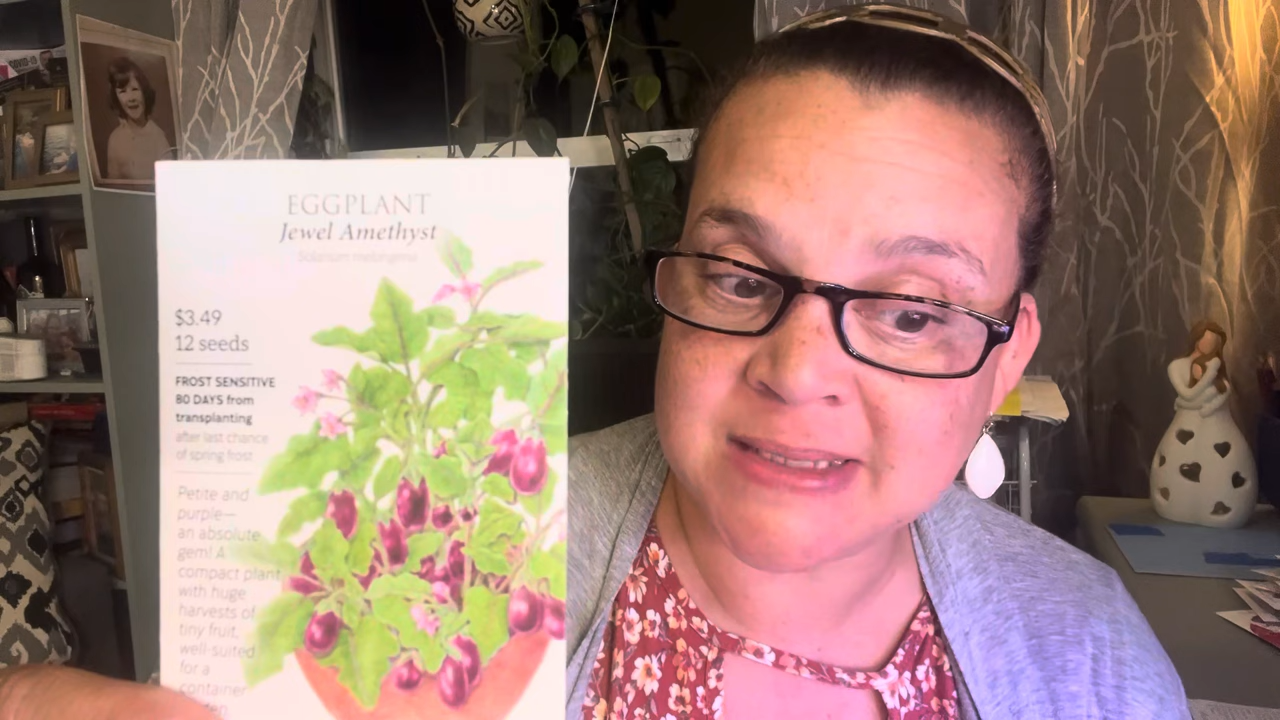 EGGPLANT
Jewel Amethyst
Solanum melongena
$3.49
12 seeds
FROST SENSITIVE
80 DAYS from
transplanting
after last chance
of spring frost
Petite and
purple—
an absolute
gem! A
compact plant
with huge
harvests of
tiny fruit,
well-suited
for a
container
COVID-19